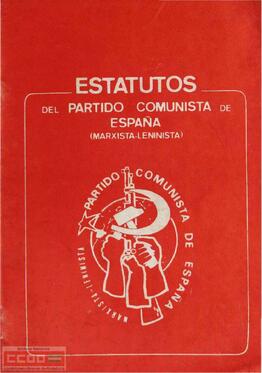 ESTATUTOS
DEL PARTIDO COMUNISTA DE
ESPAÑA
(MARXISTA-LENINISTA)
PARTIDO COMUNISTA DE ESPAÑA
MARXISTA-LENINISTA
CCOO